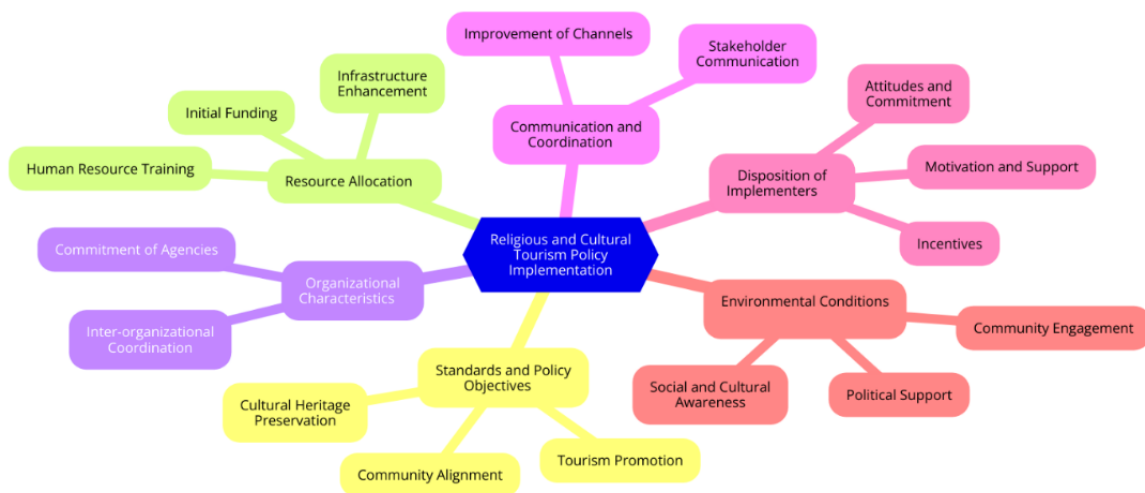 Improvement of Channels
Stakeholder
Communication
Communication and
Coordination
Infrastructure
Enhancement
Initial Funding
Human Resource Training
Resource Allocation
Attitudes and
Commitment
Motivation and Support
Incentives
Disposition of
Implementers
Religious and Cultural
Tourism Policy
Implementation
Commitment of Agencies
Inter-organizational
Coordination
Organizational
Characteristics
Environmental Conditions
Community Engagement
Political Support
Social and Cultural
Awareness
Standards and Policy
Objectives
Cultural Heritage
Preservation
Community Alignment
Tourism Promotion